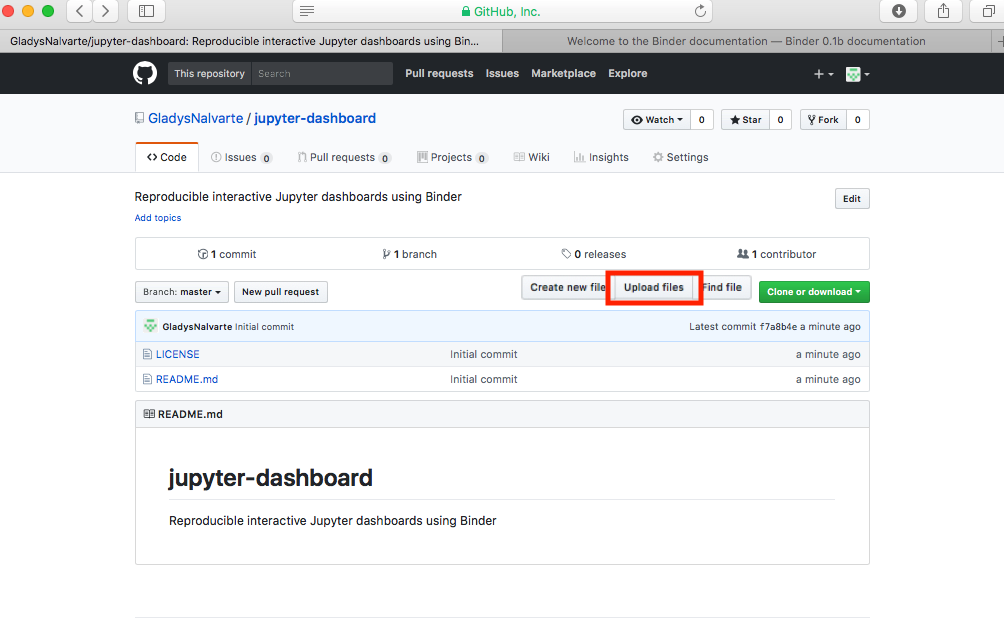 GitHub, Inc.
GladysNalvarte/jupyter-dashboard: Reproducible interactive Jupyter dashboards using Bin... Welcome to the Binder documentation — Binder 0.1b documentation
This repository Search Pull requests Issues Marketplace Explore
GladysNalvarte / jupyter-dashboard Watch 0 Star 0 Fork 0
<> Code Issues 0 Pull requests 0 Projects 0 Wiki Insights Settings
Reproducible interactive Jupyter dashboards using Binder Edit
Add topics
1 commit 1 branch 0 releases 1 contributor
Branch: master New pull request Create new file Upload files Find file Clone or download
GladysNalvarte Initial commit Latest commit f7a8b4e a minute ago
LICENSE Initial commit a minute ago
README.md Initial commit a minute ago
README.md
jupyter-dashboard
Reproducible interactive Jupyter dashboards using Binder